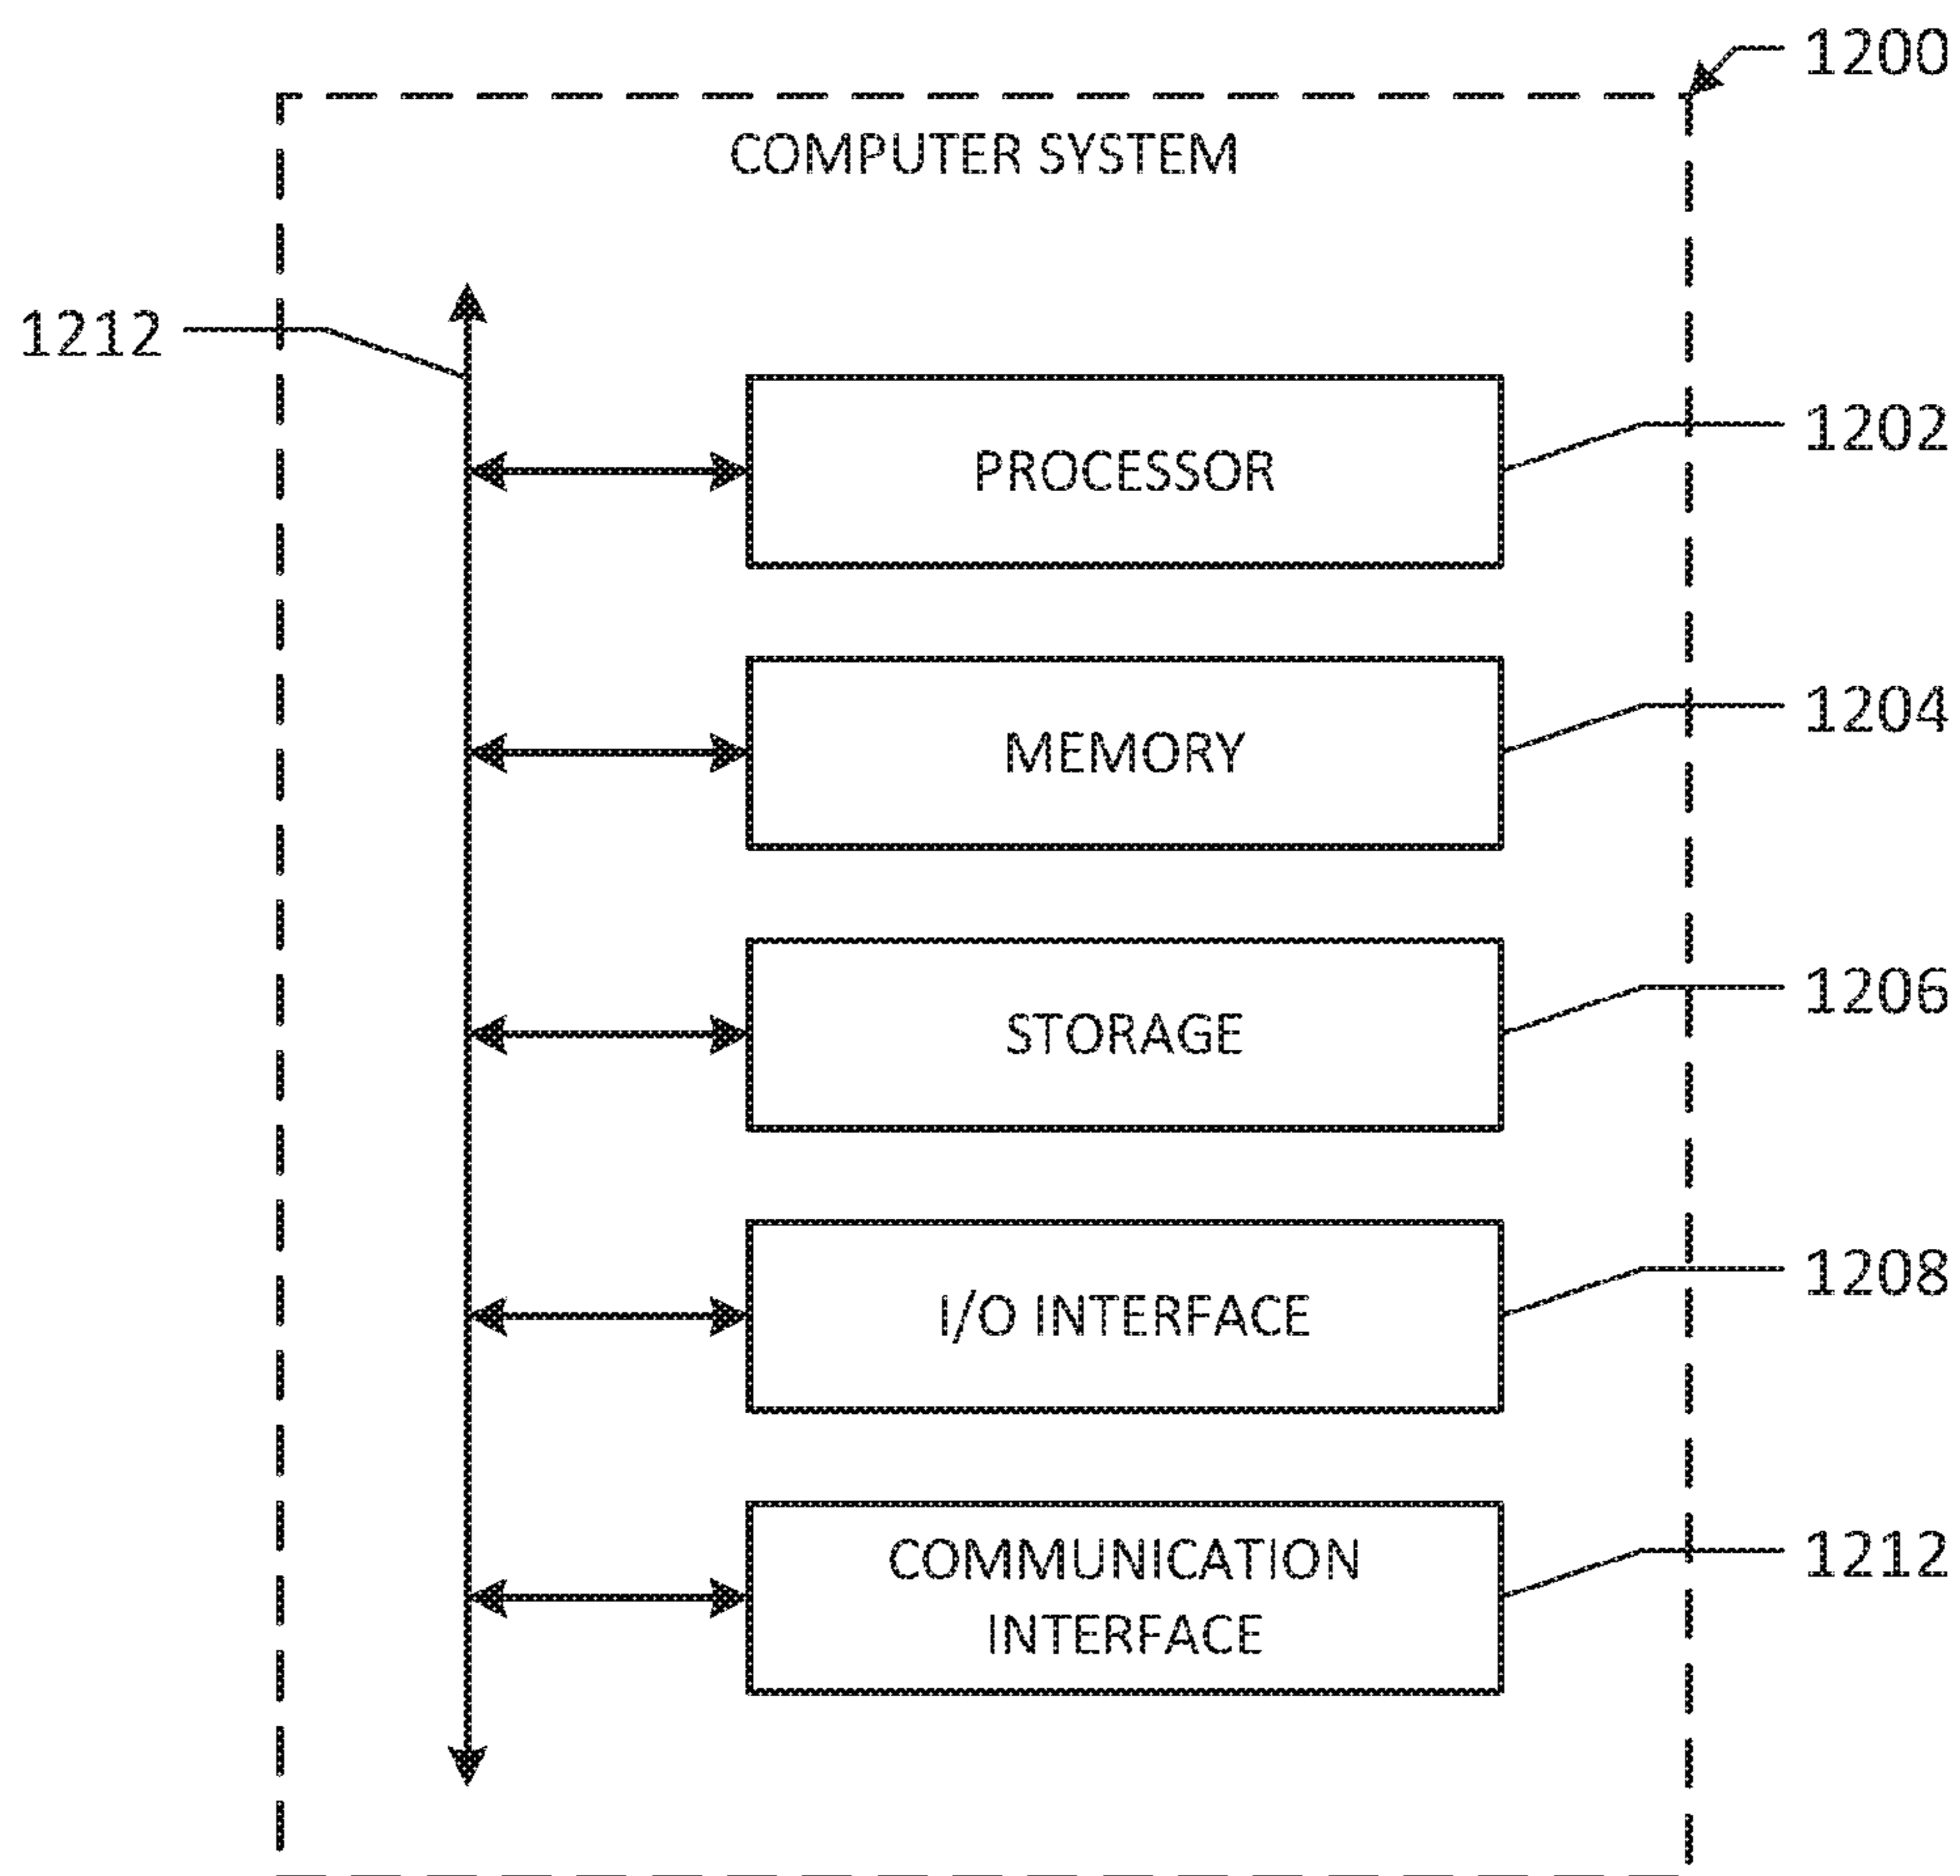 1200
COMPUTER SYSTEM
1212
PROCESSOR
1202
MEMORY
1204
STORAGE
1206
I/O INTERFACE
1208
COMMUNICATION
INTERFACE
1212